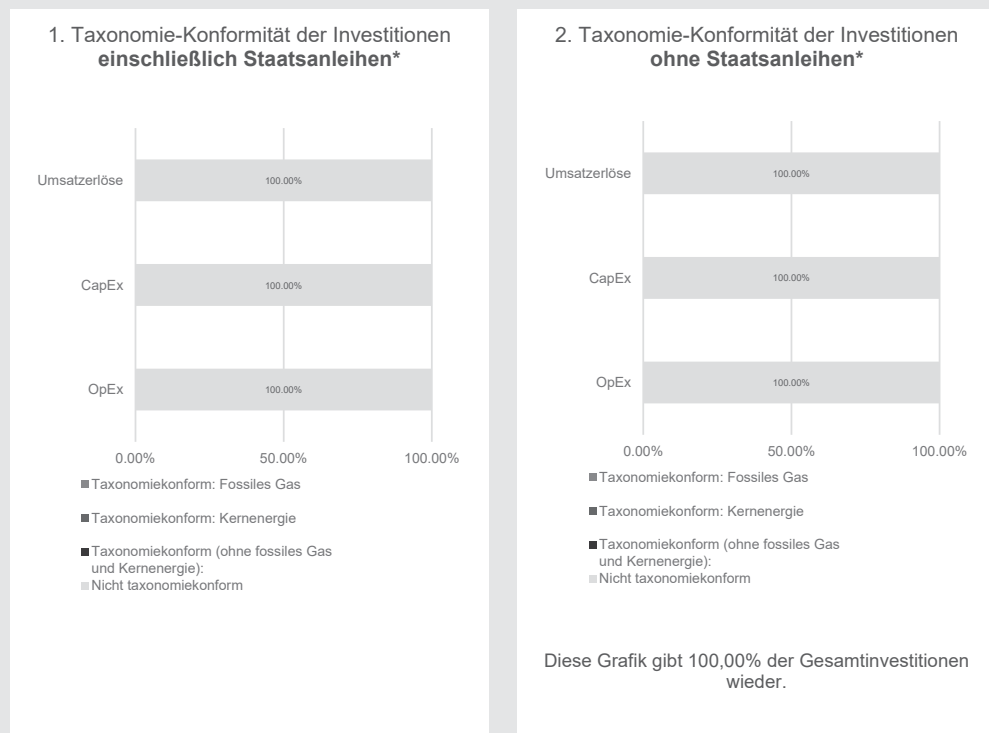 1. Taxonomie-Konformität der Investitionen
einschließlich Staatsanleihen*
Umsatzerlöse
100.00%
CapEx
100.00%
OpEx
100.00%
0.00%
50.00%
100.00%
Taxonomiekonform: Fossiles Gas
Taxonomiekonform: Kernenergie
Taxonomiekonform (ohne fossiles Gas
und Kernenergie):
Nicht taxonomiekonform
2. Taxonomie-Konformität der Investitionen
ohne Staatsanleihen*
Umsatzerlöse
100.00%
CapEx
100.00%
OpEx
100.00%
0.00%
50.00%
100.00%
Taxonomiekonform: Fossiles Gas
Taxonomiekonform: Kernenergie
Taxonomiekonform (ohne fossiles Gas
und Kernenergie):
Nicht taxonomiekonform
Diese Grafik gibt 100,00% der Gesamtinvestitionen
wieder.